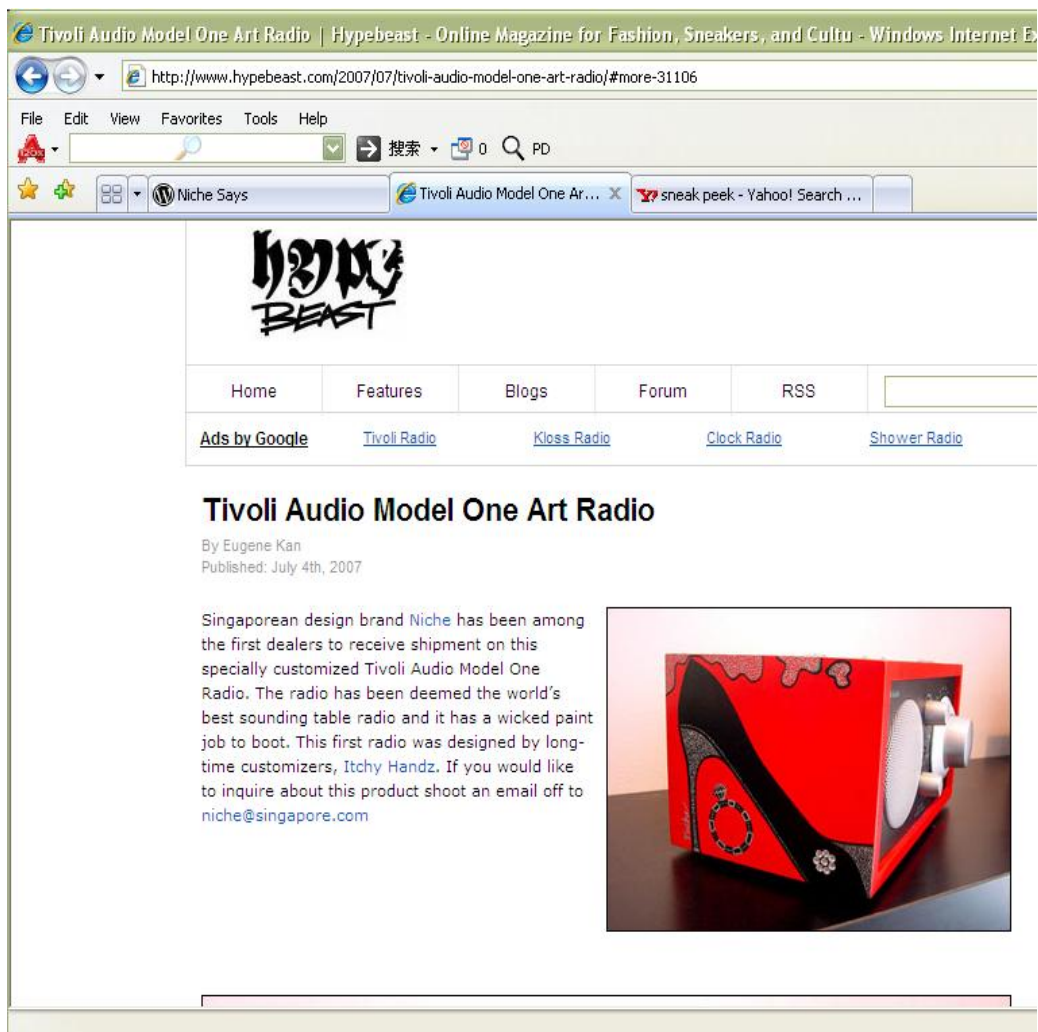 Tivoli Audio Model One Art Radio | Hypebeast - Online Magazine for Fashion, Sneakers, and Cultu - Windows Internet Ex
http://www.hypebeast.com/2007/07/tivoli-audio-model-one-art-radio/#more-31106
File Edit View Favorites Tools Help
搜索 0 PD
Niche Says Tivoli Audio Model One Ar... X sneak peek - Yahoo! Search ...
hype
BEAST
Home Features Blogs Forum RSS
Ads by Google Tivoli Radio Kloss Radio Clock Radio Shower Radio
Tivoli Audio Model One Art Radio
By Eugene Kan
Published: July 4th, 2007
Singaporean design brand Niche has been among
the first dealers to receive shipment on this
specially customized Tivoli Audio Model One
Radio. The radio has been deemed the world's
best sounding table radio and it has a wicked paint
job to boot. This first radio was designed by long-
time customizers, Itchy Handz. If you would like
to inquire about this product shoot an email off to
niche@singapore.com